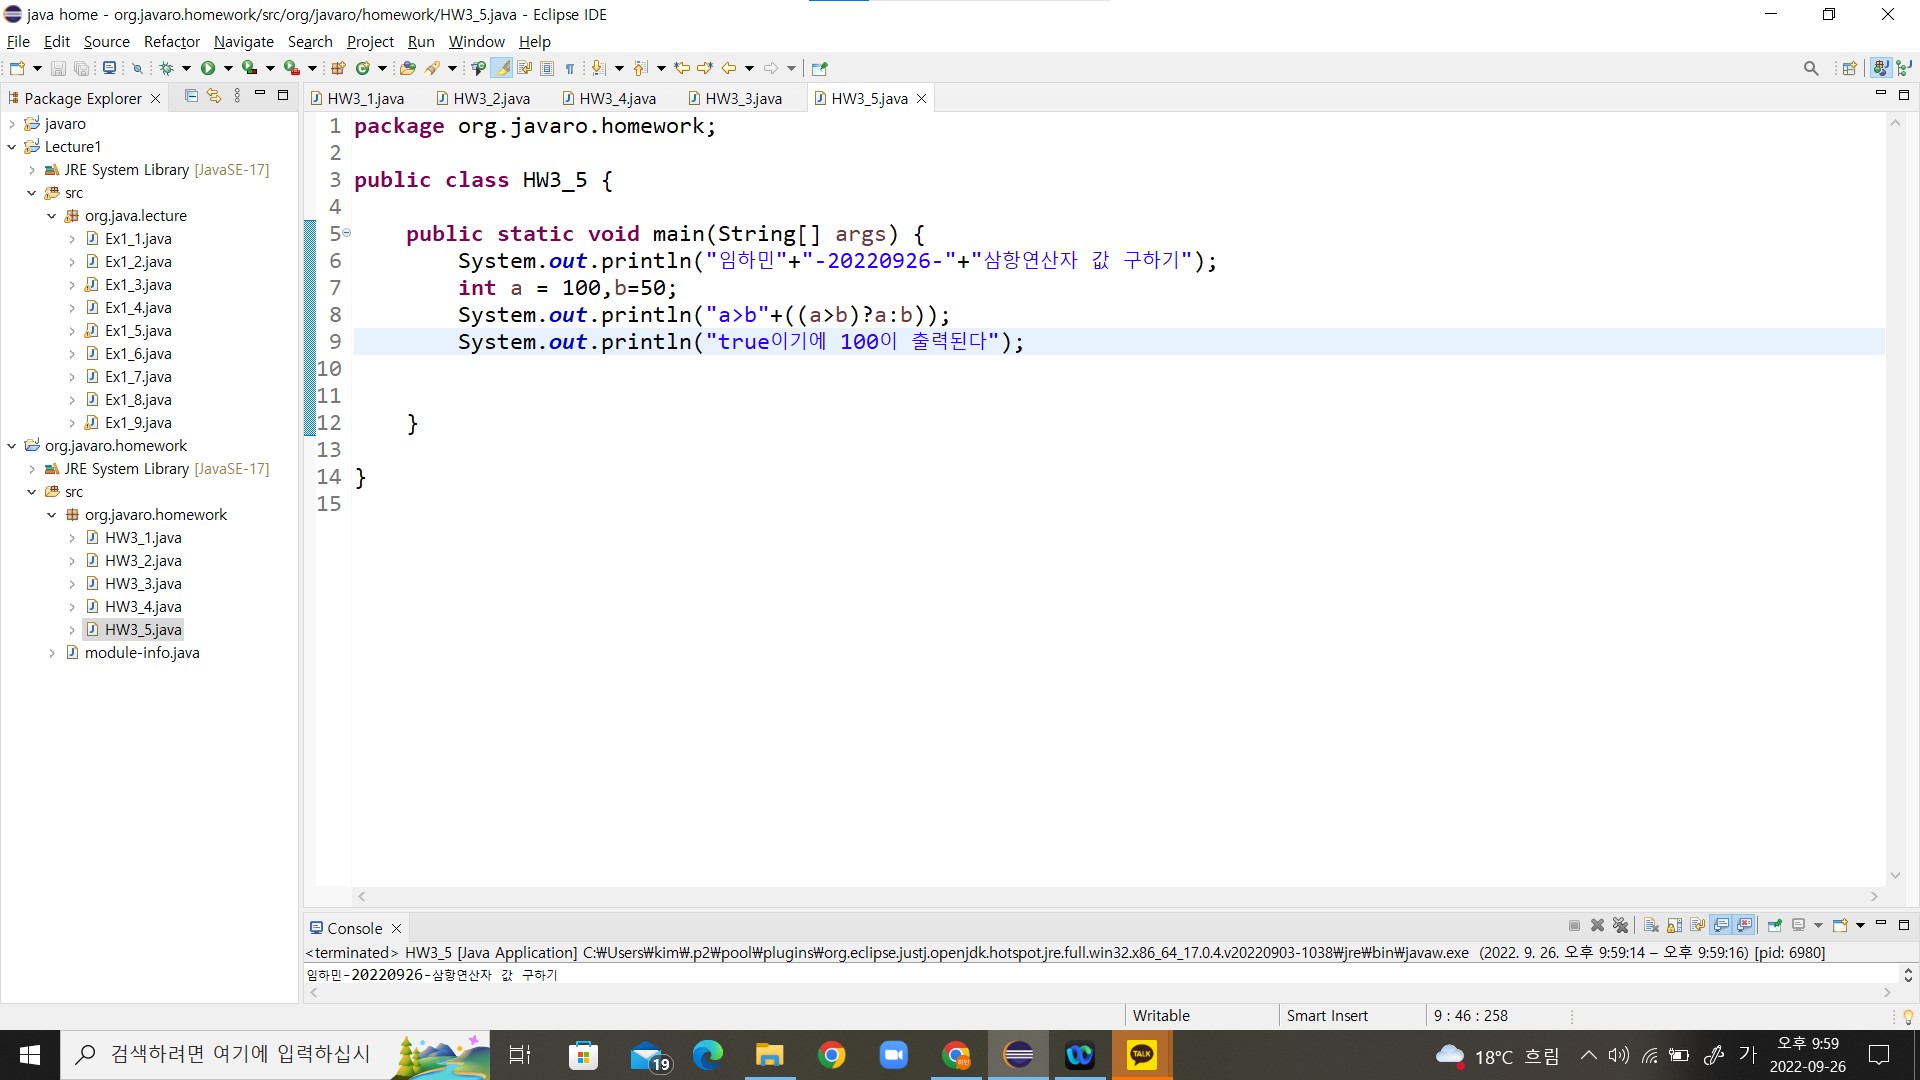 java home - org.javaro.homework/src/org/javaro/homework/HW3_5.java - Eclipse IDE
File Edit Source Refactor Navigate Search Project Run Window Help
Package Explorer
javaro
Lecture1
JRE System Library [JavaSE-17]
src
org.java.lecture
Ex1_1.java
Ex1_2.java
Ex1_3.java
Ex1_4.java
Ex1_5.java
Ex1_6.java
Ex1_7.java
Ex1_8.java
Ex1_9.java
org.javaro.homework
JRE System Library [JavaSE-17]
src
org.javaro.homework
HW3_1.java
HW3_2.java
HW3_3.java
HW3_4.java
HW3_5.java
module-info.java
HW3_1.java HW3_2.java HW3_4.java HW3_3.java HW3_5.java
1 package org.javaro.homework;
2
3 public class HW3_5 {
4
5 public static void main(String[] args) {
6 System.out.println("임하민"+"-20220926-"+"삼항연산자 값 구하기");
7 int a = 100,b=50;
8 System.out.println("a>b"+((a>b)?a:b));
9 System.out.println("true이기에 100이 출력된다");
10
11
12 }
13
14 }
15
Console
<terminated> HW3_5 [Java Application] C:₩Users₩kim₩.p2₩pool₩plugins₩org.eclipse.justj.openjdk.hotspot.jre.full.win32.x86_64_17.0.4.v20220903-1038₩jre₩bin₩javaw.exe (2022. 9. 26. 오후 9:59:14 – 오후 9:59:16) [pid: 6980]
임하민-20220926-삼항연산자 값 구하기
Writable Smart Insert 9 : 46 : 258
검색하려면 여기에 입력하십시
19
TALK
18°C 흐림
가
오후 9:59
2022-09-26